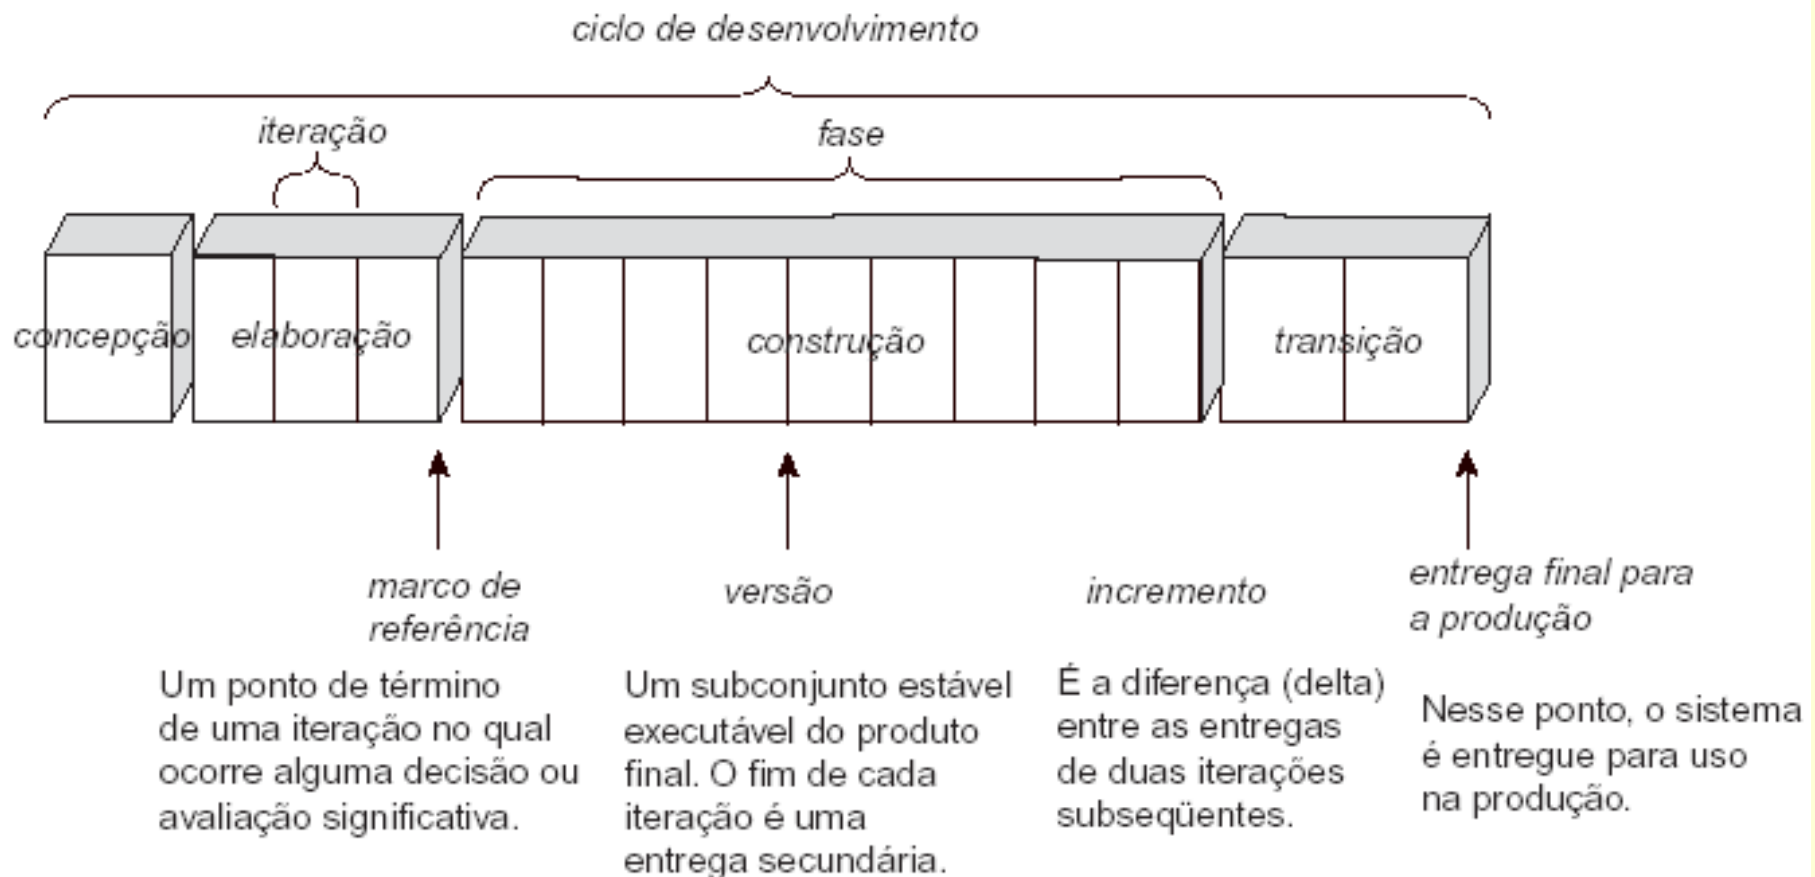 ciclo de desenvolvimento
iteração
fase
concepção
elaboração
construção
transição
marco de
referência
Um ponto de término
de uma iteração no qual
ocorre alguma decisão ou
avaliação significativa.
versão
Um subconjunto estável
executável do produto
final. O fim de cada
iteração é uma
entrega secundária.
incremento
É a diferença (delta)
entre as entregas
de duas iterações
subseqüentes.
entrega final para
a produção
Nesse ponto, o sistema
é entregue para uso
na produção.